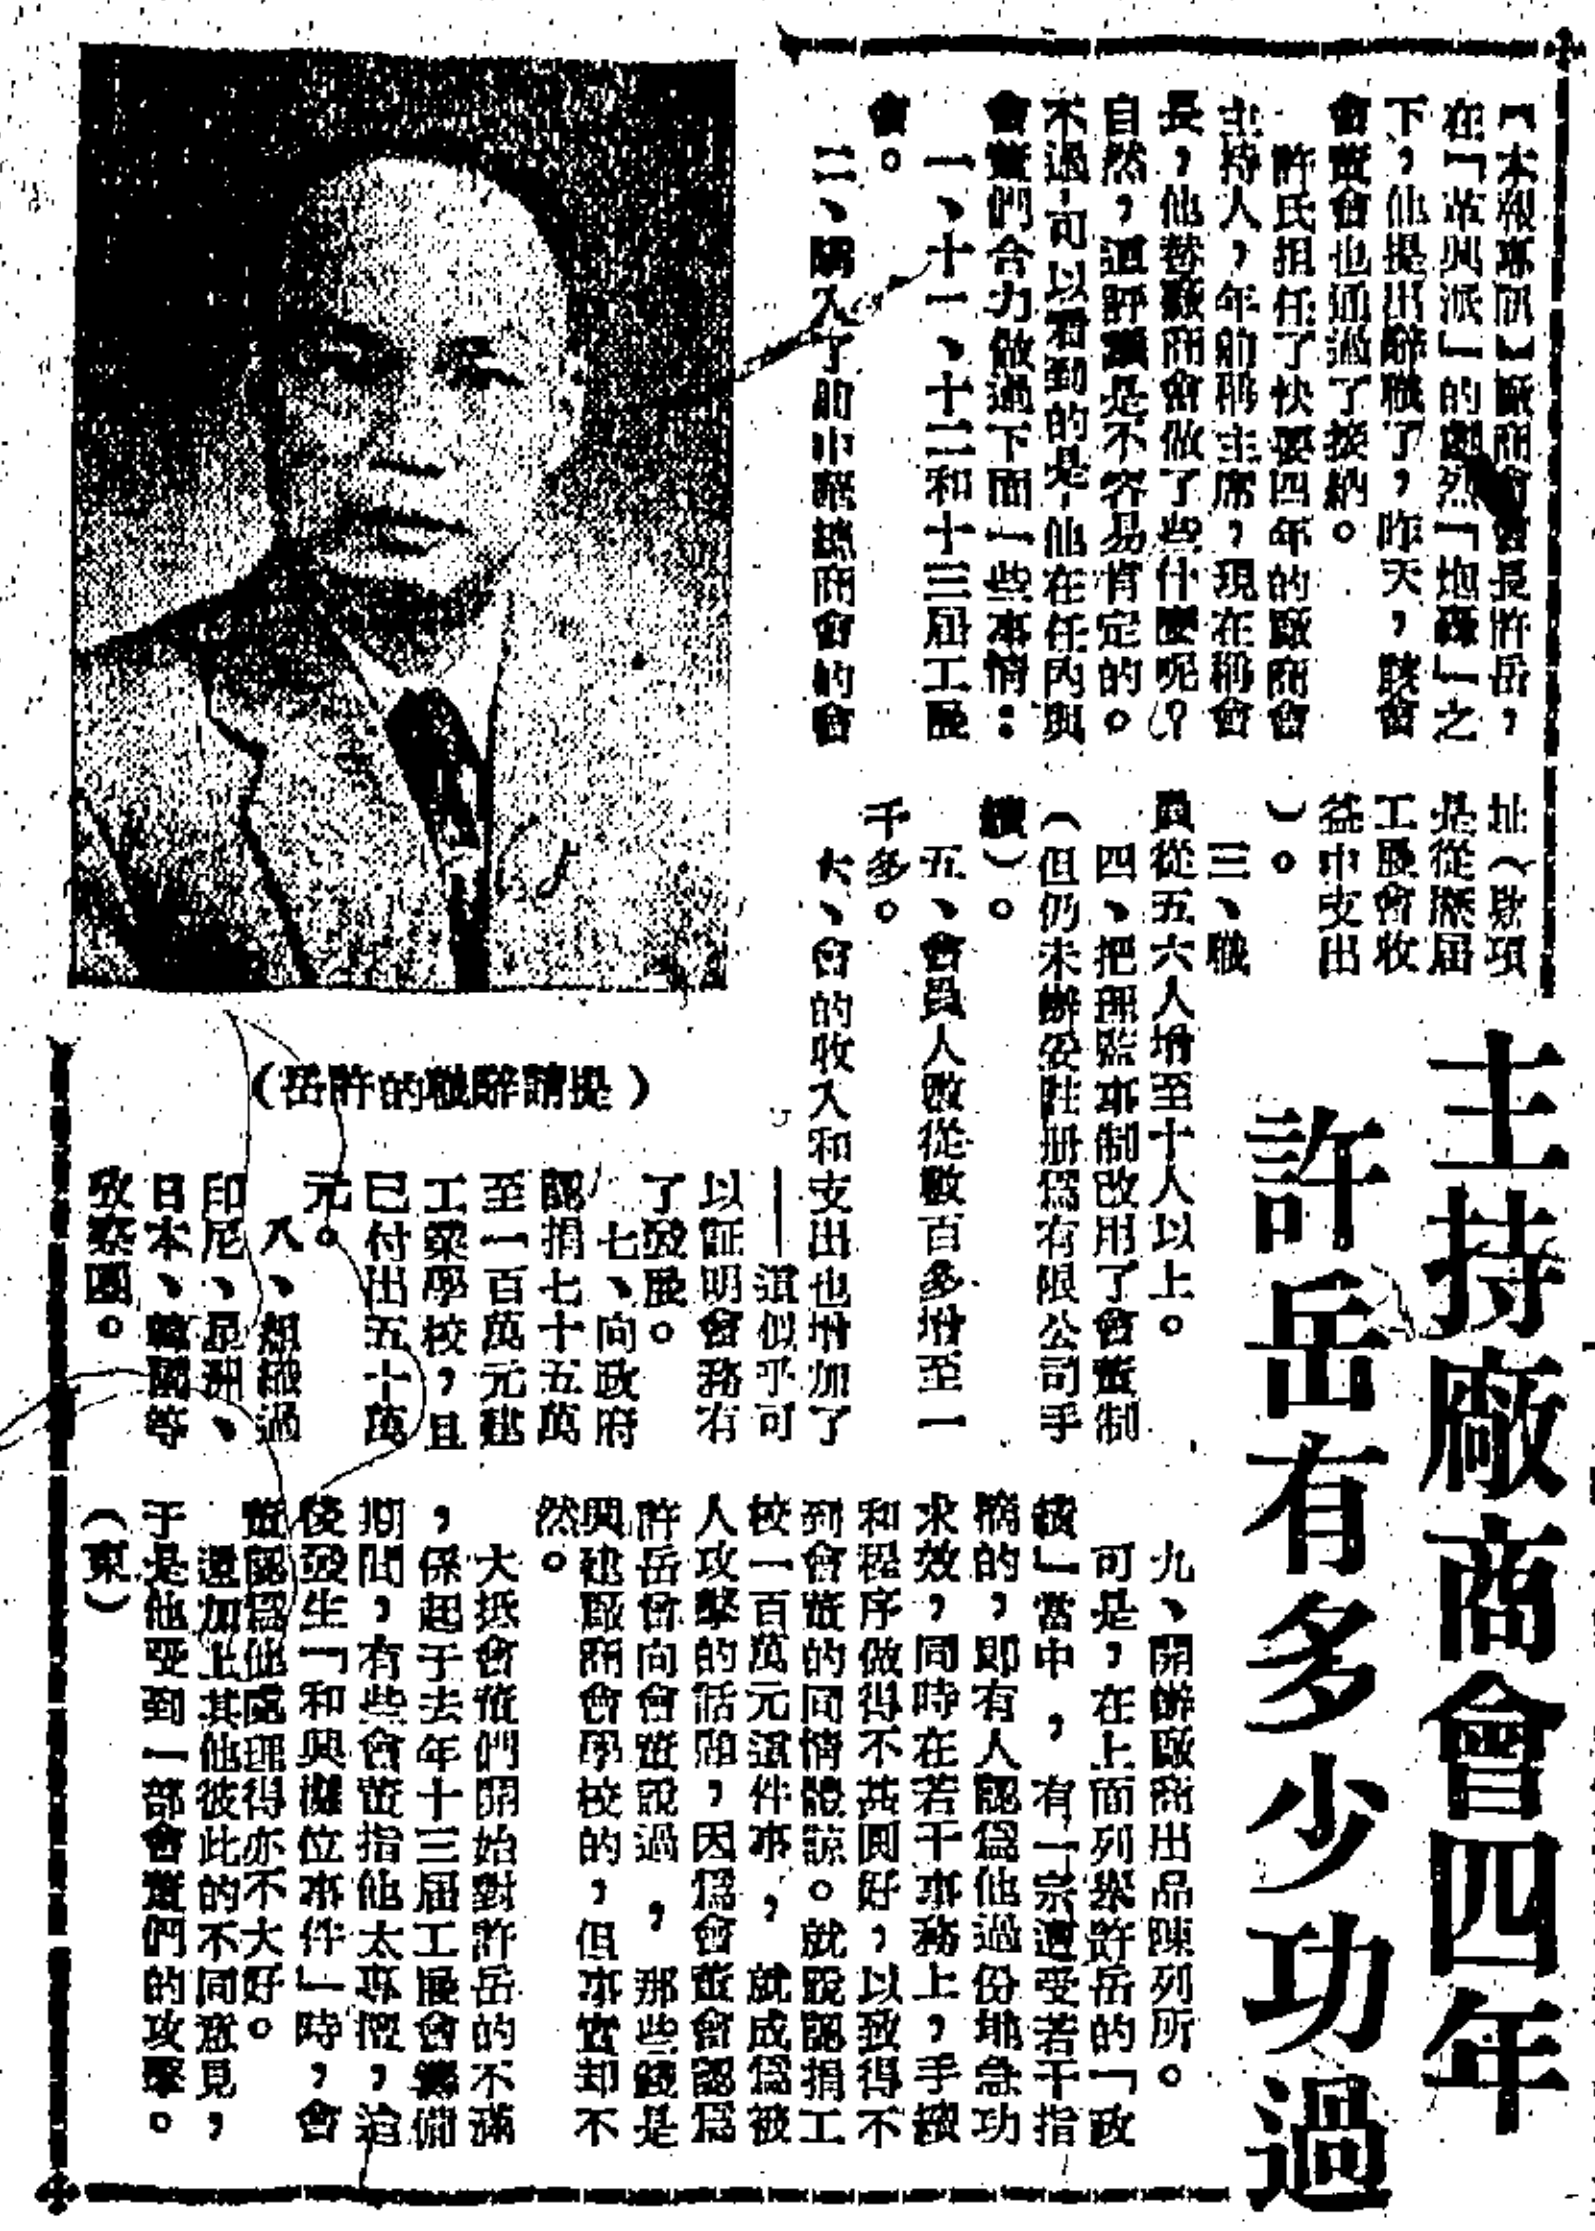 主持廠商會四年
許岳有多少功過
【本報專訊】廠商會會長許岳，
在「革興派」的劇烈「炮轟」之
下，他提出辭職了，昨天，該會
會董會也通過了接納。
許氏担任了快要四年的廠商會
主持人，年前稱主席，現在稱會
長，他替廠商會做了些什麼呢？
自然，這評議是不容易肯定的。
不過，可以看到的是，他在任內與
會董們合力做過下面一些事情：
一、十一、十二和十三屆工展
會。
二、購入了前中華總商會的會
址（款項
是從歷屆
工展會收
益中支出
）。
三、職
員從五六人增至十人以上。
四、把理監事制改用了會董制
（但仍未辦妥註册爲有限公司手
續）。
五、會員人數從數百多增至一
千多。
六、會的收入和支出也增加了
——這似乎可
以証明會務有
了發展。
七、向政府
認捐七十五萬
至一百萬元建
工業學校，且
已付出五十萬
元。
八、組織過
印尼、星洲、
日本、韓國等
攷察團。
九、開辦廠商出品陳列所。
可是，在上面列舉許岳的「政
績」當中，有一宗遭受若干指
摘的，即有人認爲他過份地急功
求效，同時在若干事務上，手續
和程序做得不甚圓好，以致得不
到會董的同情體諒。就說認捐工
校一百萬元這件事，就成爲被
人攻擊的話題，因爲會董會認爲
許岳曾向會董說過，那些錢是
興建廠商會學校的，但事實却不
然。
大抵會董們開始對許岳的不滿
，係起于去年十三屆工展會籌備
期間，有些會董指他太專權，迨
後發生「和興攤位事件」時，會
董認爲他處理得亦不大好。
還加上其他彼此的不同意見，
于是他受到一部會董們的攻擊。
（東）
（提請辭職的許岳）